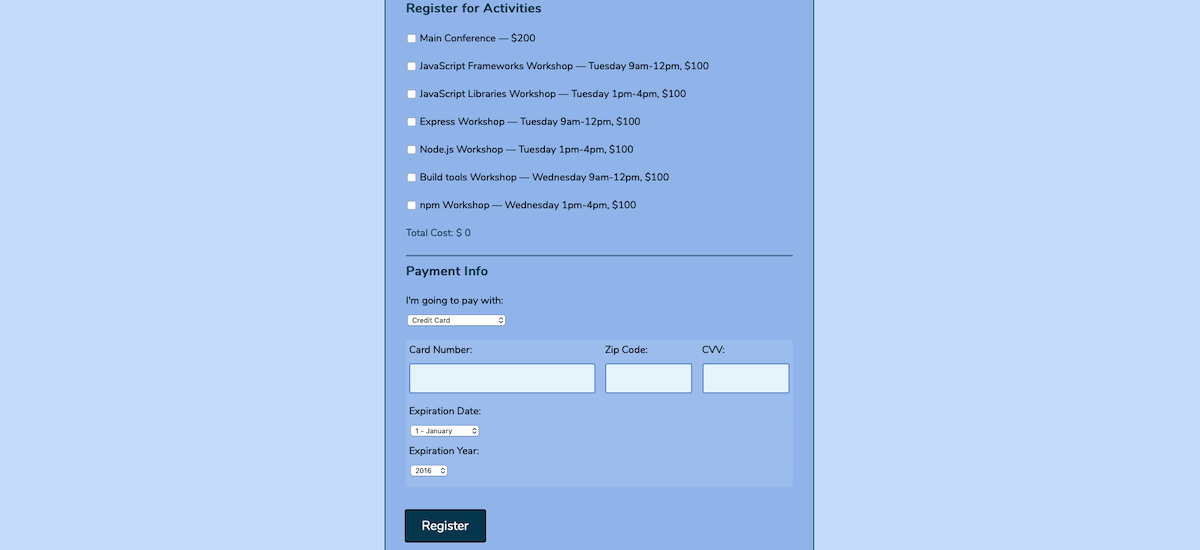 Register for Activities
Main Conference — $200
JavaScript Frameworks Workshop — Tuesday 9am-12pm, $100
JavaScript Libraries Workshop — Tuesday 1pm-4pm, $100
Express Workshop — Tuesday 9am-12pm, $100
Node.js Workshop — Tuesday 1pm-4pm, $100
Build tools Workshop — Wednesday 9am-12pm, $100
npm Workshop — Wednesday 1pm-4pm, $100
Total Cost: $ 0
Payment Info
I'm going to pay with:
Credit Card
Card Number: Zip Code: CVV:
Expiration Date:
1 - January
Expiration Year:
2016
Register